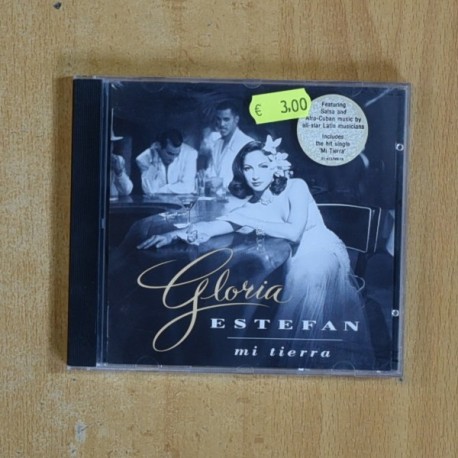 € 3,00
Featuring
Salsa and
Afro-Cuban music by
all-star Latin musicians
Includes
the hit single
'Mi Tierra'
Gloria
ESTEFAN
mi tierra